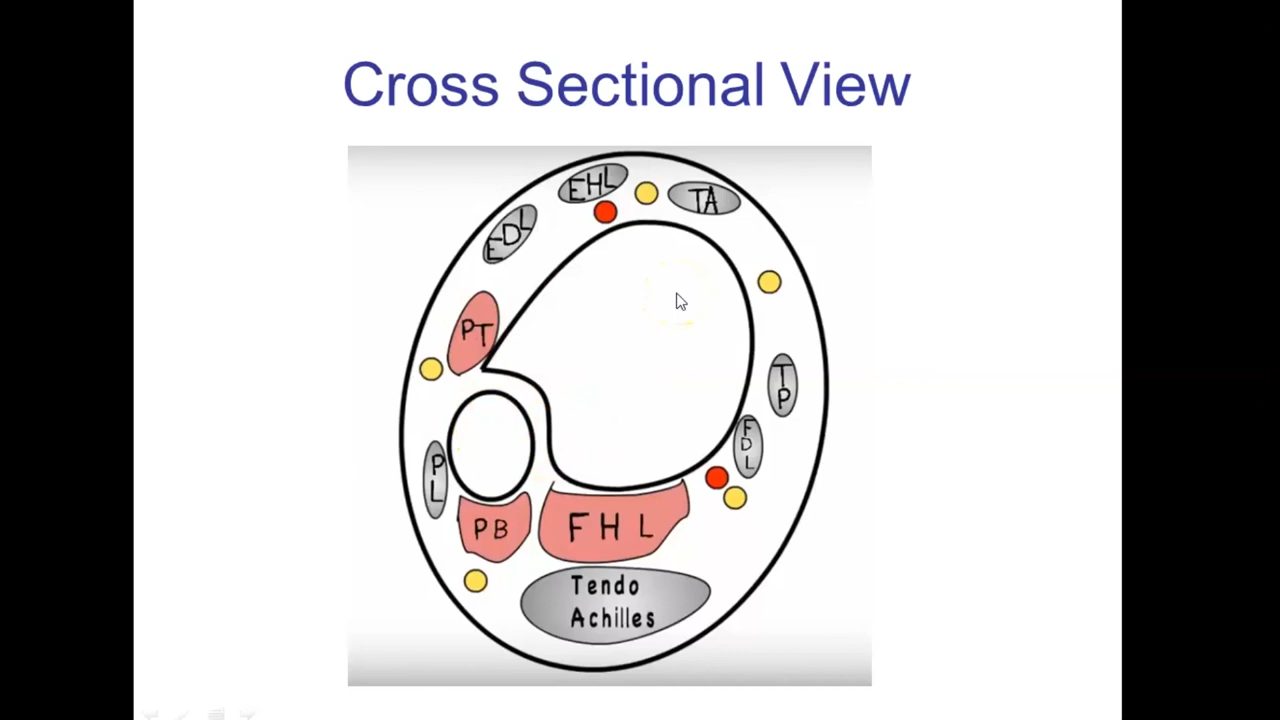 Cross Sectional View
EHL
TA
EDL
PT
TP
FDL
PL
PB
FHL
Tendo
Achilles